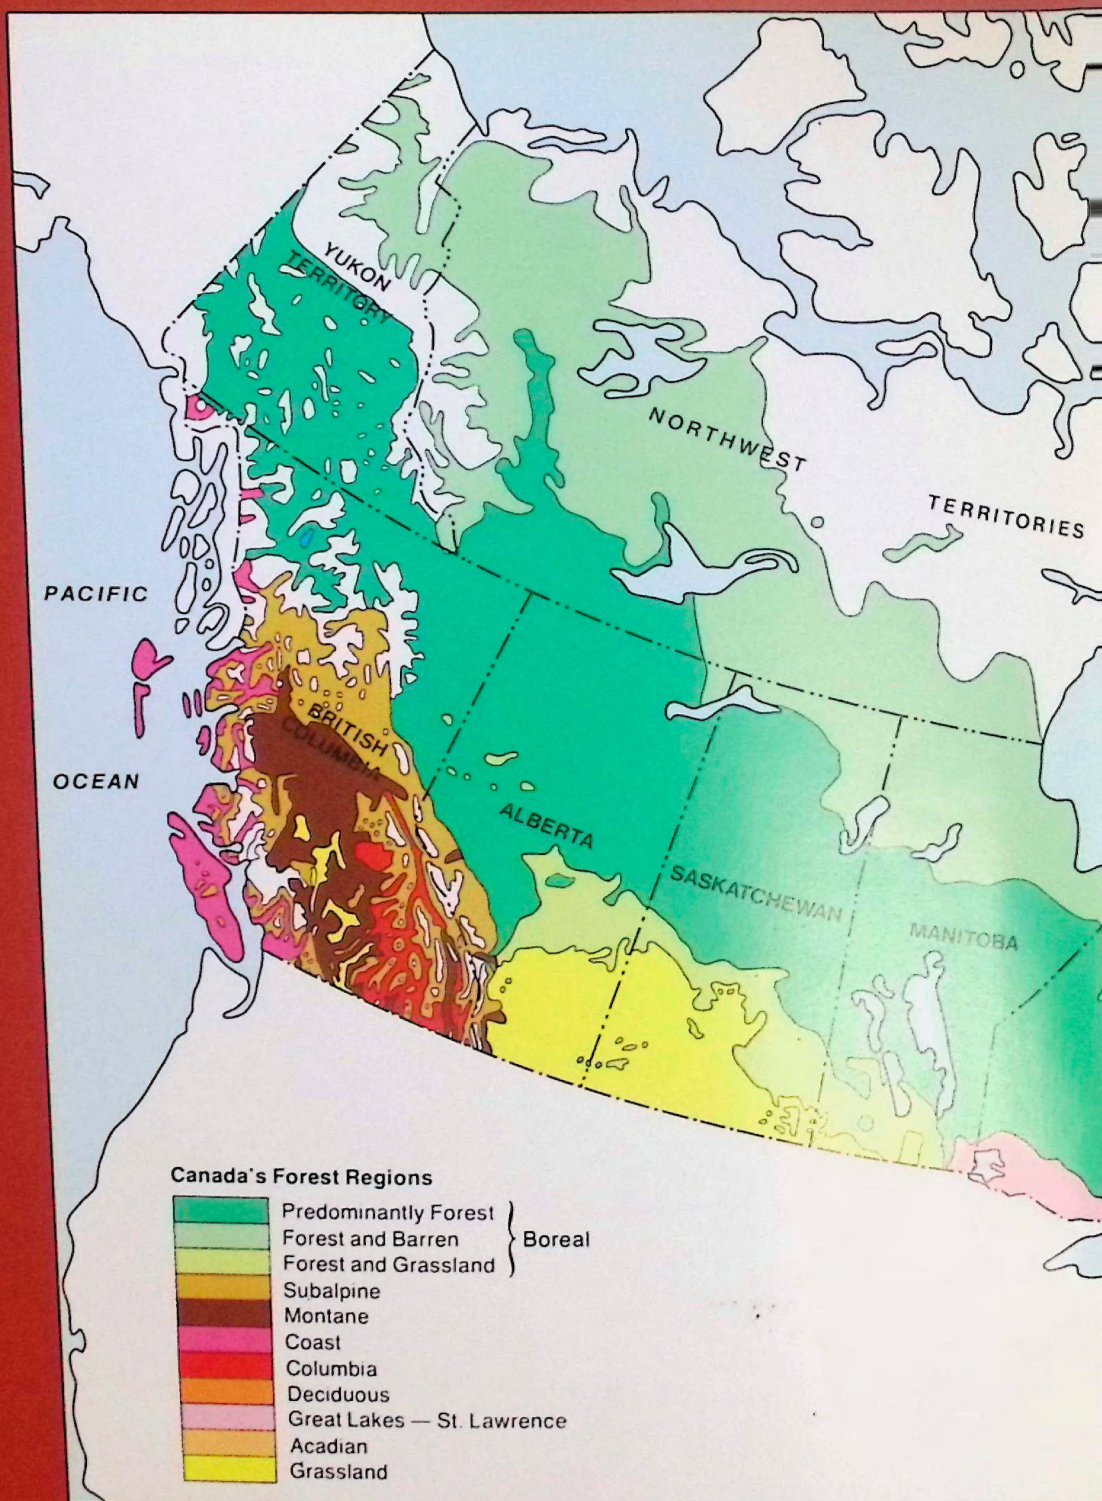 YUKON
TERRITORY
NORTHWEST
TERRITORIES
PACIFIC
OCEAN
BRITISH
COLUMBIA
ALBERTA
SASKATCHEWAN
MANITOBA
Canada's Forest Regions
Predominantly Forest
Forest and Barren
Boreal
Forest and Grassland
Subalpine
Montane
Coast
Columbia
Deciduous
Great Lakes — St. Lawrence
Acadian
Grassland